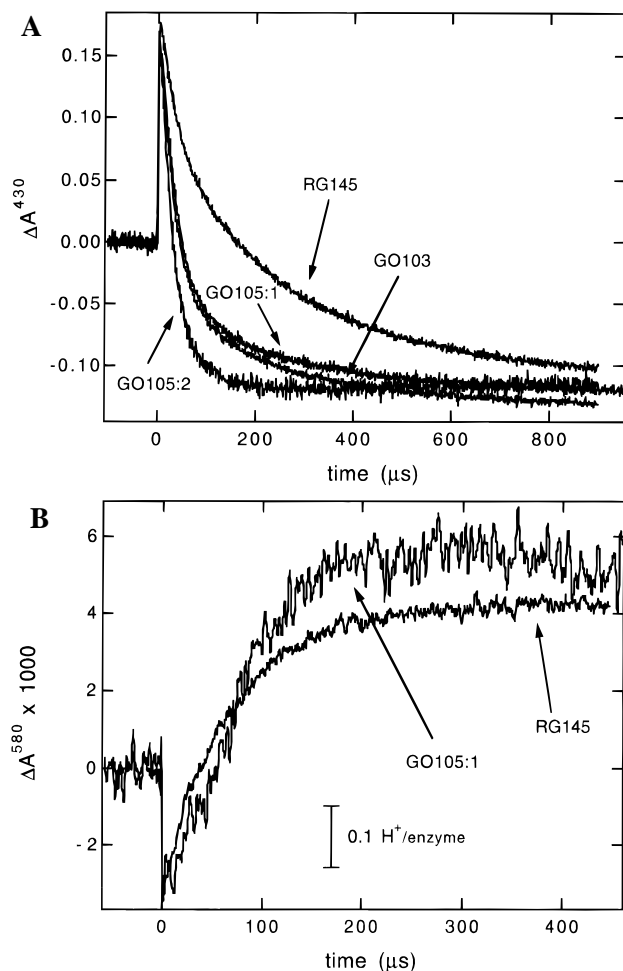 A
ΔA⁴³⁰
0.15
0.10
0.05
0.00
-0.05
-0.10
RG145
GO103
GO105:1
GO105:2
0
200
400
600
800
time (μs)
B
ΔA⁵⁸⁰ x 1000
6
4
2
0
-2
RG145
GO105:1
0.1 H⁺/enzyme
0
100
200
300
400
time (μs)